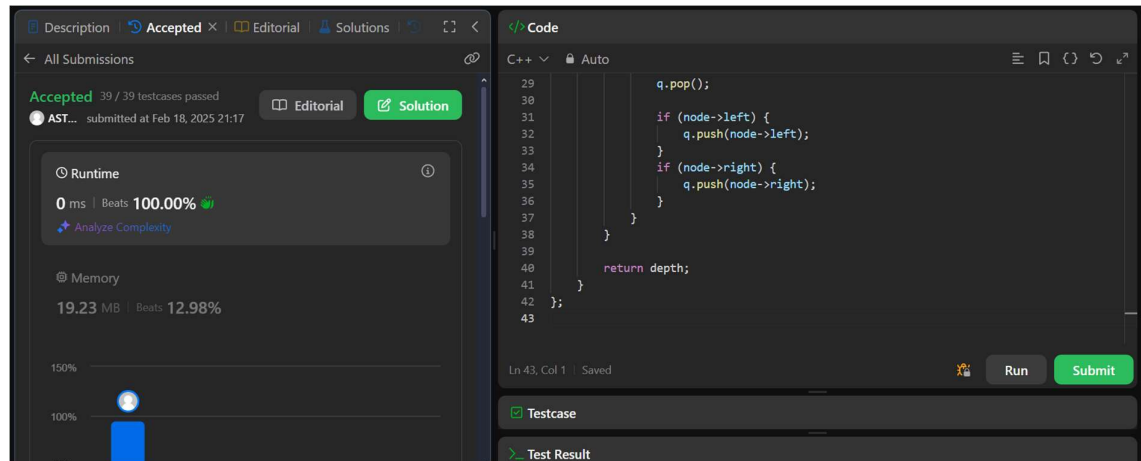 Description
Accepted
Editorial
Solutions
All Submissions
Accepted 39 / 39 testcases passed
AST... submitted at Feb 18, 2025 21:17
Editorial
Solution
Runtime
0 ms | Beats 100.00%
Analyze Complexity
Memory
19.23 MB | Beats 12.98%
150%
100%
</> Code
C++ Auto
29 q.pop();
30
31 if (node->left) {
32 q.push(node->left);
33 }
34 if (node->right) {
35 q.push(node->right);
36 }
37 }
38 }
39
40 return depth;
41 }
42 };
43
Ln 43, Col 1 | Saved
Run
Submit
Testcase
>_ Test Result